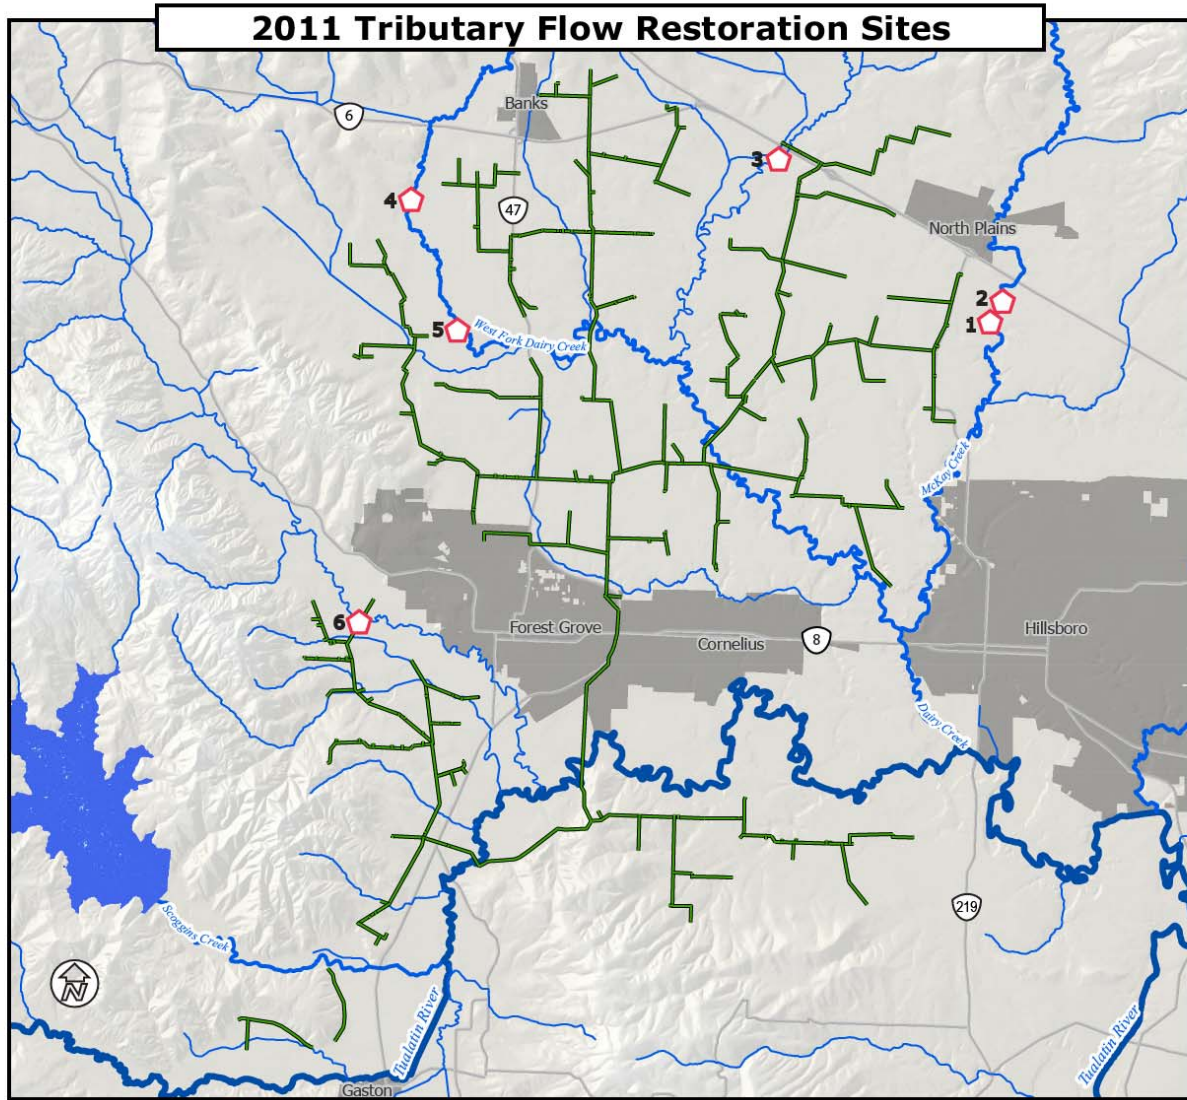 2011 Tributary Flow Restoration Sites
Banks
6
3
4
47
North Plains
2
1
5
West Fork Dairy Creek
McKay Creek
6
Forest Grove
Cornelius
8
Hillsboro
Dairy Creek
219
Scoggins Creek
N
Tualatin River
Tualatin River
Gaston